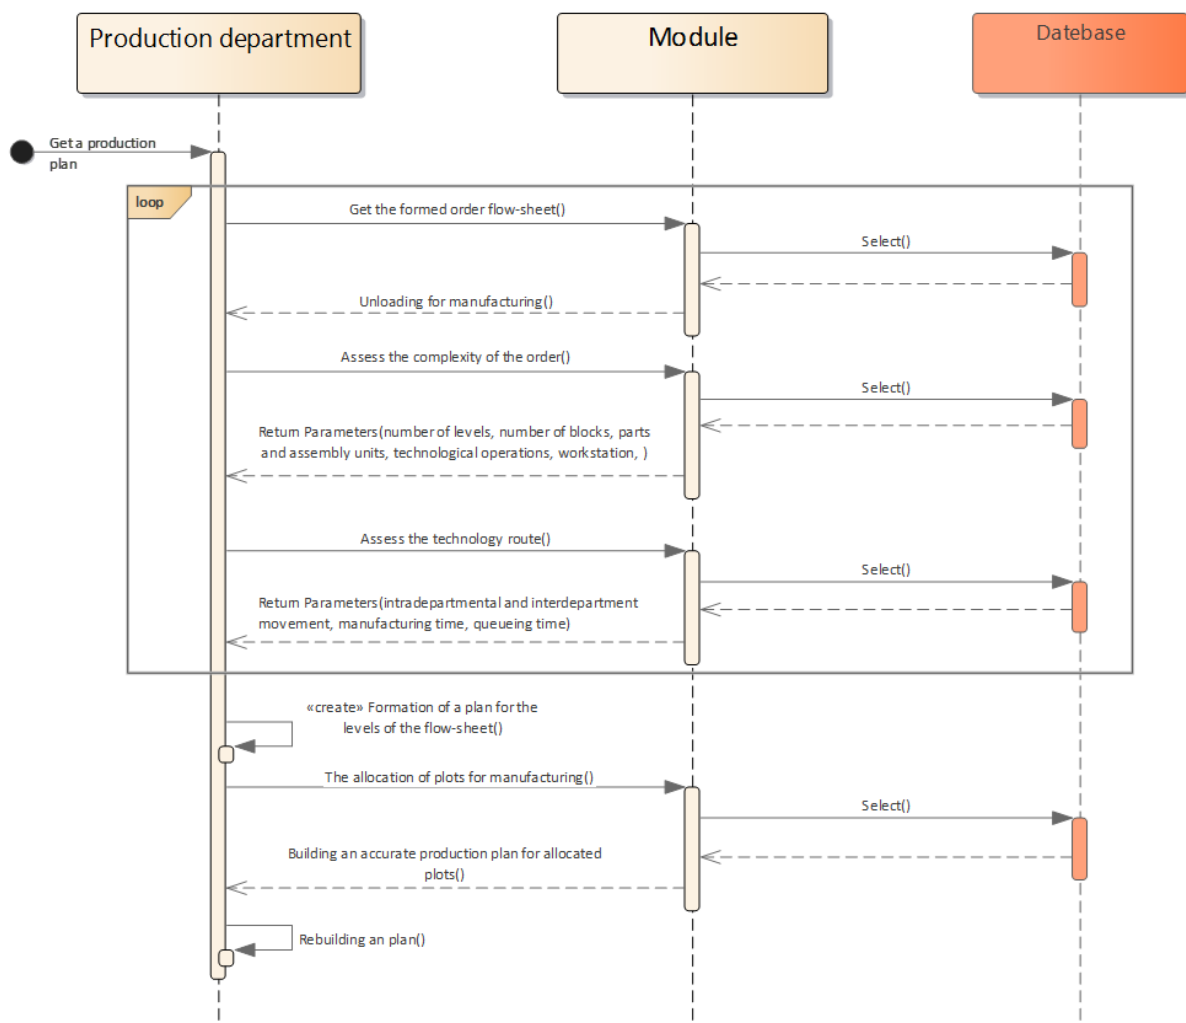 Production department
Module
Datebase
Get a production
plan
loop
Get the formed order flow-sheet()
Select()
Unloading for manufacturing()
Assess the complexity of the order()
Select()
Return Parameters(number of levels, number of blocks, parts
and assembly units, technological operations, workstation, )
Assess the technology route()
Select()
Return Parameters(intradepartmental and interdepartment
movement, manufacturing time, queueing time)
«create» Formation of a plan for the
levels of the flow-sheet()
The allocation of plots for manufacturing()
Select()
Building an accurate production plan for allocated
plots()
Rebuilding an plan()